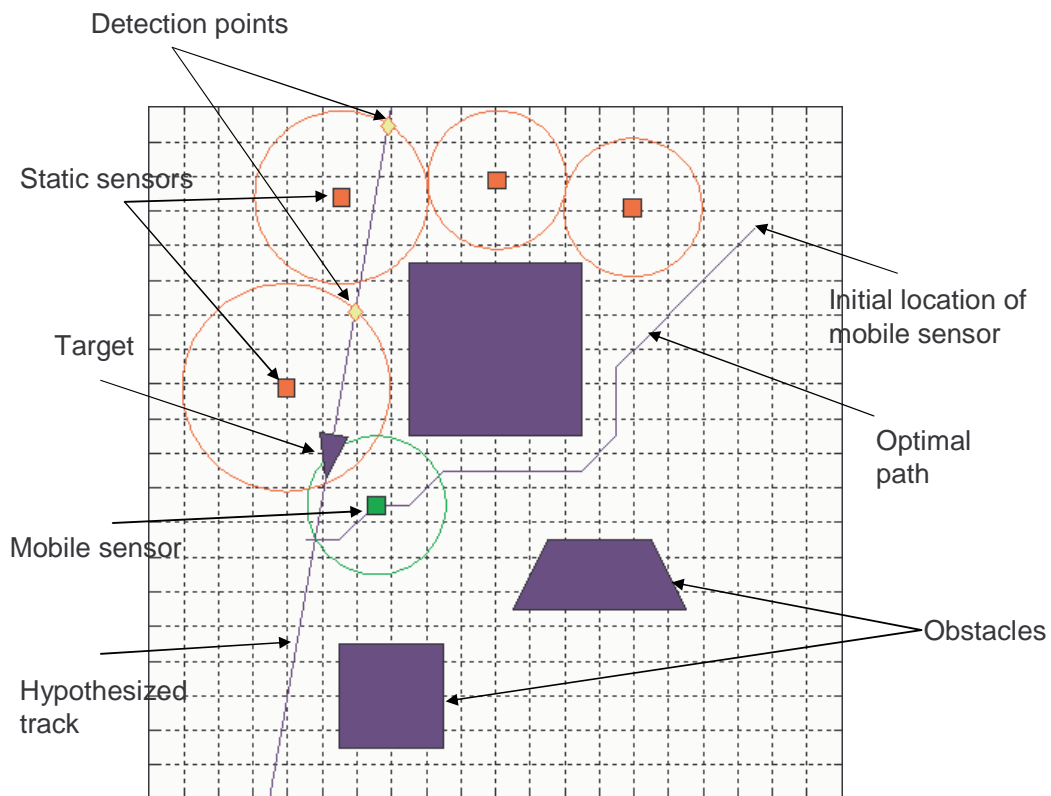 Detection points
Static sensors
Initial location of
mobile sensor
Target
Optimal
path
Mobile sensor
Obstacles
Hypothesized
track